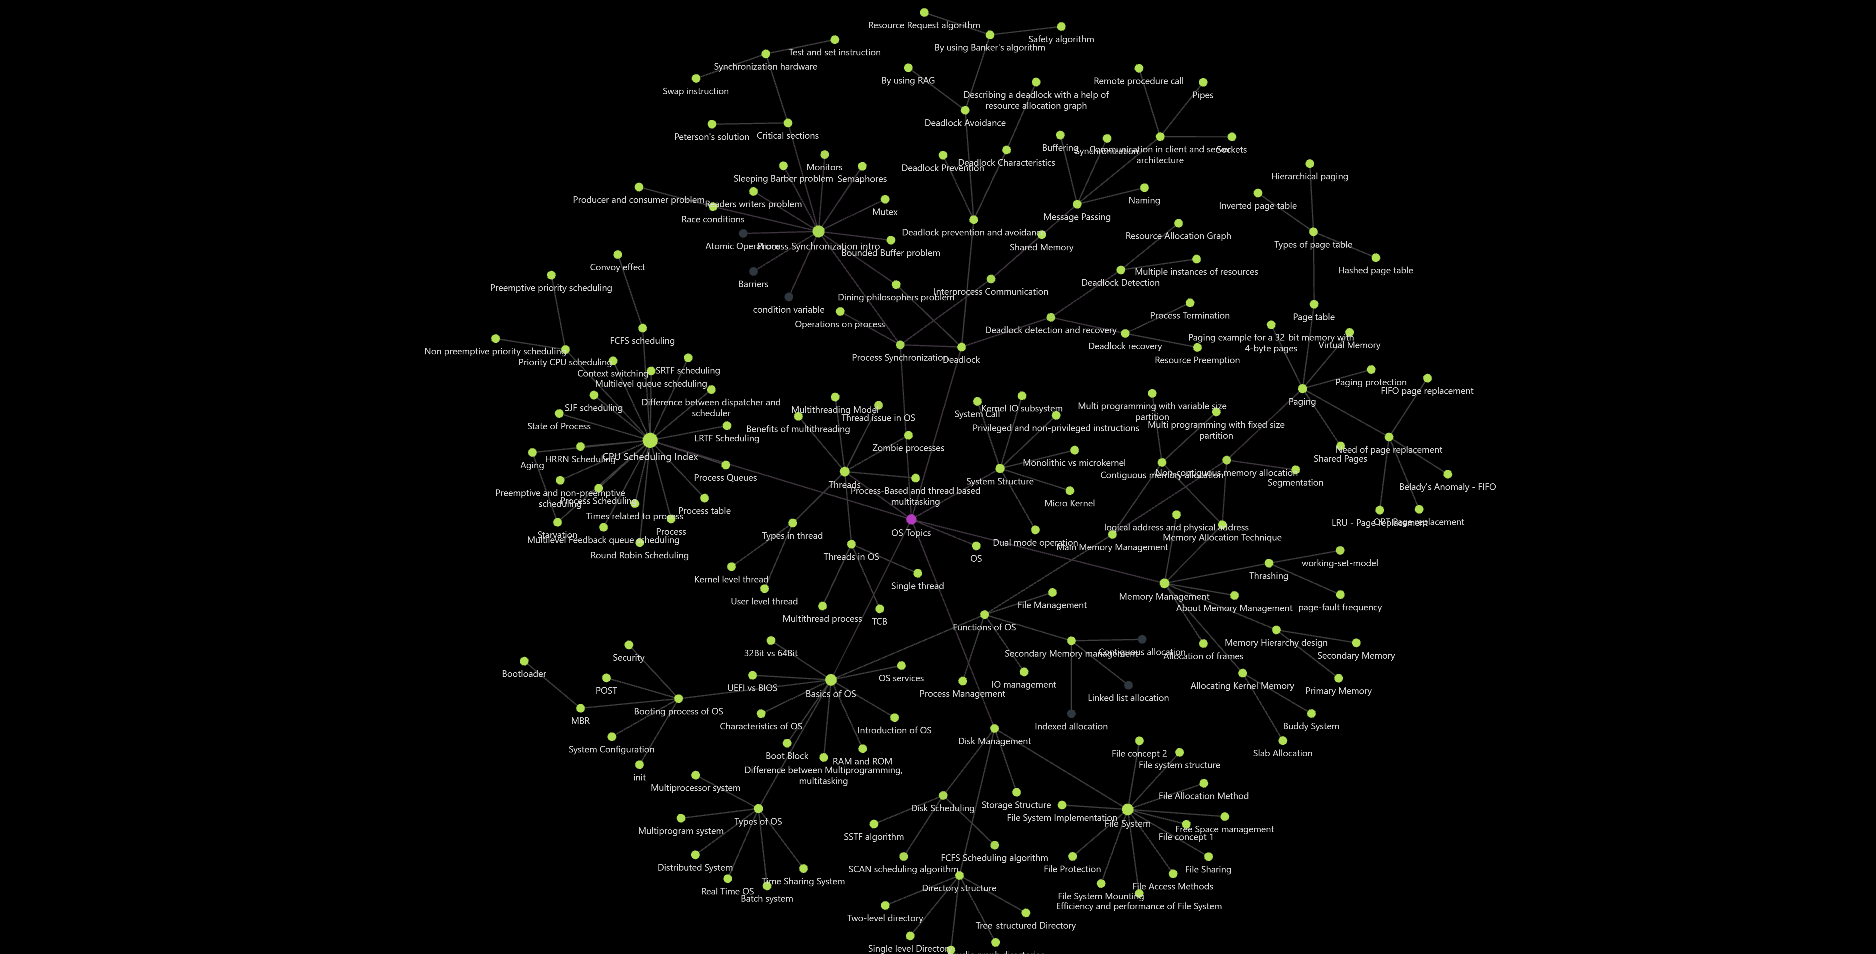 Resource Request algorithm
Safety algorithm
By using Banker's algorithm
Test and set instruction
Synchronization hardware
Swap instruction
By using RAG
Remote procedure call
Describing a deadlock with a help of
resource allocation graph
Pipes
Deadlock Avoidance
Peterson's solution
Critical sections
Buffering
Synchronization
Communication in client and server
architecture
Sockets
Monitors
Deadlock Prevention
Deadlock Characteristics
Sleeping Barber problem
Semaphores
Hierarchical paging
Producer and consumer problem
Readers writers problem
Naming
Inverted page table
Race conditions
Mutex
Message Passing
Deadlock prevention and avoidance
Resource Allocation Graph
Atomic Operations
Process Synchronization intro
Bounded Buffer problem
Shared Memory
Types of page table
Convoy effect
Multiple instances of resources
Hashed page table
Barriers
Deadlock Detection
Preemptive priority scheduling
Interprocess Communication
Dining philosophers problem
condition variable
Process Termination
Page table
Operations on process
Deadlock detection and recovery
FCFS scheduling
Paging example for a 32 bit memory with
4-byte pages
Virtual Memory
Deadlock recovery
Non preemptive priority scheduling
Process Synchronization
Deadlock
Resource Preemption
Priority CPU scheduling
Context switching
SRTF scheduling
Multilevel queue scheduling
Paging protection
FIFO page replacement
Difference between dispatcher and
scheduler
SJF scheduling
Multithreading Model
Thread issue in OS
System Call
Kernel IO subsystem
Multi programming with variable size
partition
Paging
State of Process
Benefits of multithreading
Privileged and non-privileged instructions
Multi programming with fixed size
partition
LRTF Scheduling
Zombie processes
HRRN Scheduling
CPU Scheduling Index
Aging
Shared Pages
Need of page replacement
Monolithic vs microkernel
Contiguous memory allocation
Non-contiguous memory allocation
Segmentation
Process Queues
Threads
System Structure
Belady's Anomaly - FIFO
Preemptive and non-preemptive
scheduling
Process Scheduling
Process-Based and thread based
multitasking
Micro Kernel
Process table
Times related to process
LRU - Page replacement
OPT Page replacement
Starvation
Process
Types in thread
OS Topics
logical address and physical address
Multilevel Feedback queue scheduling
Dual mode operation
Main Memory Management
Memory Allocation Technique
Round Robin Scheduling
Threads in OS
OS
working-set-model
Kernel level thread
Single thread
Thrashing
User level thread
File Management
Memory Management
About Memory Management
page-fault frequency
Multithread process
TCB
Functions of OS
32Bit vs 64Bit
Secondary Memory management
Contiguous allocation
Allocation of frames
Memory Hierarchy design
Secondary Memory
Security
Bootloader
UEFI vs BIOS
Basics of OS
OS services
Process Management
IO management
POST
Linked list allocation
Allocating Kernel Memory
Primary Memory
MBR
Booting process of OS
Characteristics of OS
Introduction of OS
Indexed allocation
Buddy System
System Configuration
Boot Block
RAM and ROM
Difference between Multiprogramming,
multitasking
Disk Management
File concept 2
Slab Allocation
File system structure
init
Multiprocessor system
File Allocation Method
Disk Scheduling
Storage Structure
File System Implementation
File System
Types of OS
Multiprogram system
SSTF algorithm
Free Space management
File concept 1
Distributed System
SCAN scheduling algorithm
FCFS Scheduling algorithm
File Protection
File Sharing
Time Sharing System
Real Time OS
Batch system
Directory structure
File Access Methods
File System Mounting
Efficiency and performance of File System
Two-level directory
Tree structured Directory
Single level Directory